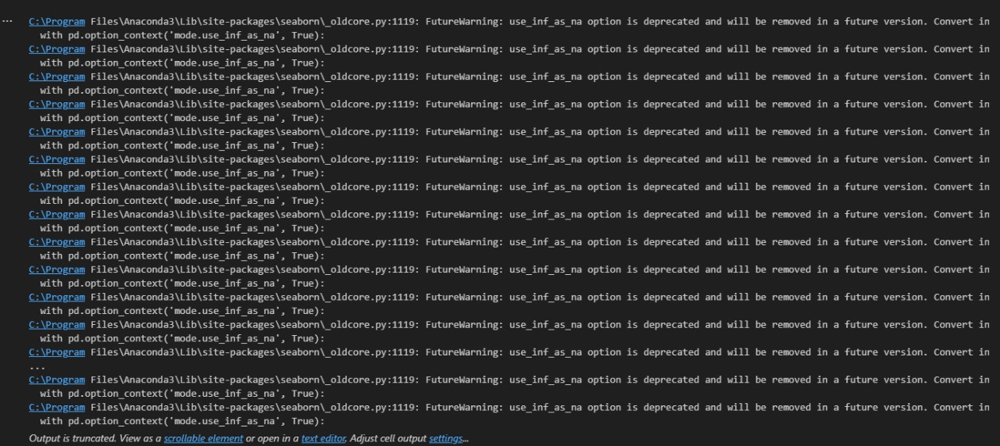 ...
C:\Program Files\Anaconda3\Lib\site-packages\seaborn\_oldcore.py:1119: FutureWarning: use_inf_as_na option is deprecated and will be removed in a future version. Convert in
with pd.option_context('mode.use_inf_as_na', True):
C:\Program Files\Anaconda3\Lib\site-packages\seaborn\_oldcore.py:1119: FutureWarning: use_inf_as_na option is deprecated and will be removed in a future version. Convert in
with pd.option_context('mode.use_inf_as_na', True):
C:\Program Files\Anaconda3\Lib\site-packages\seaborn\_oldcore.py:1119: FutureWarning: use_inf_as_na option is deprecated and will be removed in a future version. Convert in
with pd.option_context('mode.use_inf_as_na', True):
C:\Program Files\Anaconda3\Lib\site-packages\seaborn\_oldcore.py:1119: FutureWarning: use_inf_as_na option is deprecated and will be removed in a future version. Convert in
with pd.option_context('mode.use_inf_as_na', True):
C:\Program Files\Anaconda3\Lib\site-packages\seaborn\_oldcore.py:1119: FutureWarning: use_inf_as_na option is deprecated and will be removed in a future version. Convert in
with pd.option_context('mode.use_inf_as_na', True):
C:\Program Files\Anaconda3\Lib\site-packages\seaborn\_oldcore.py:1119: FutureWarning: use_inf_as_na option is deprecated and will be removed in a future version. Convert in
with pd.option_context('mode.use_inf_as_na', True):
C:\Program Files\Anaconda3\Lib\site-packages\seaborn\_oldcore.py:1119: FutureWarning: use_inf_as_na option is deprecated and will be removed in a future version. Convert in
with pd.option_context('mode.use_inf_as_na', True):
C:\Program Files\Anaconda3\Lib\site-packages\seaborn\_oldcore.py:1119: FutureWarning: use_inf_as_na option is deprecated and will be removed in a future version. Convert in
with pd.option_context('mode.use_inf_as_na', True):
C:\Program Files\Anaconda3\Lib\site-packages\seaborn\_oldcore.py:1119: FutureWarning: use_inf_as_na option is deprecated and will be removed in a future version. Convert in
with pd.option_context('mode.use_inf_as_na', True):
C:\Program Files\Anaconda3\Lib\site-packages\seaborn\_oldcore.py:1119: FutureWarning: use_inf_as_na option is deprecated and will be removed in a future version. Convert in
with pd.option_context('mode.use_inf_as_na', True):
C:\Program Files\Anaconda3\Lib\site-packages\seaborn\_oldcore.py:1119: FutureWarning: use_inf_as_na option is deprecated and will be removed in a future version. Convert in
with pd.option_context('mode.use_inf_as_na', True):
C:\Program Files\Anaconda3\Lib\site-packages\seaborn\_oldcore.py:1119: FutureWarning: use_inf_as_na option is deprecated and will be removed in a future version. Convert in
with pd.option_context('mode.use_inf_as_na', True):
C:\Program Files\Anaconda3\Lib\site-packages\seaborn\_oldcore.py:1119: FutureWarning: use_inf_as_na option is deprecated and will be removed in a future version. Convert in
...
C:\Program Files\Anaconda3\Lib\site-packages\seaborn\_oldcore.py:1119: FutureWarning: use_inf_as_na option is deprecated and will be removed in a future version. Convert in
with pd.option_context('mode.use_inf_as_na', True):
C:\Program Files\Anaconda3\Lib\site-packages\seaborn\_oldcore.py:1119: FutureWarning: use_inf_as_na option is deprecated and will be removed in a future version. Convert in
with pd.option_context('mode.use_inf_as_na', True):
Output is truncated. View as a scrollable element or open in a text editor. Adjust cell output settings...